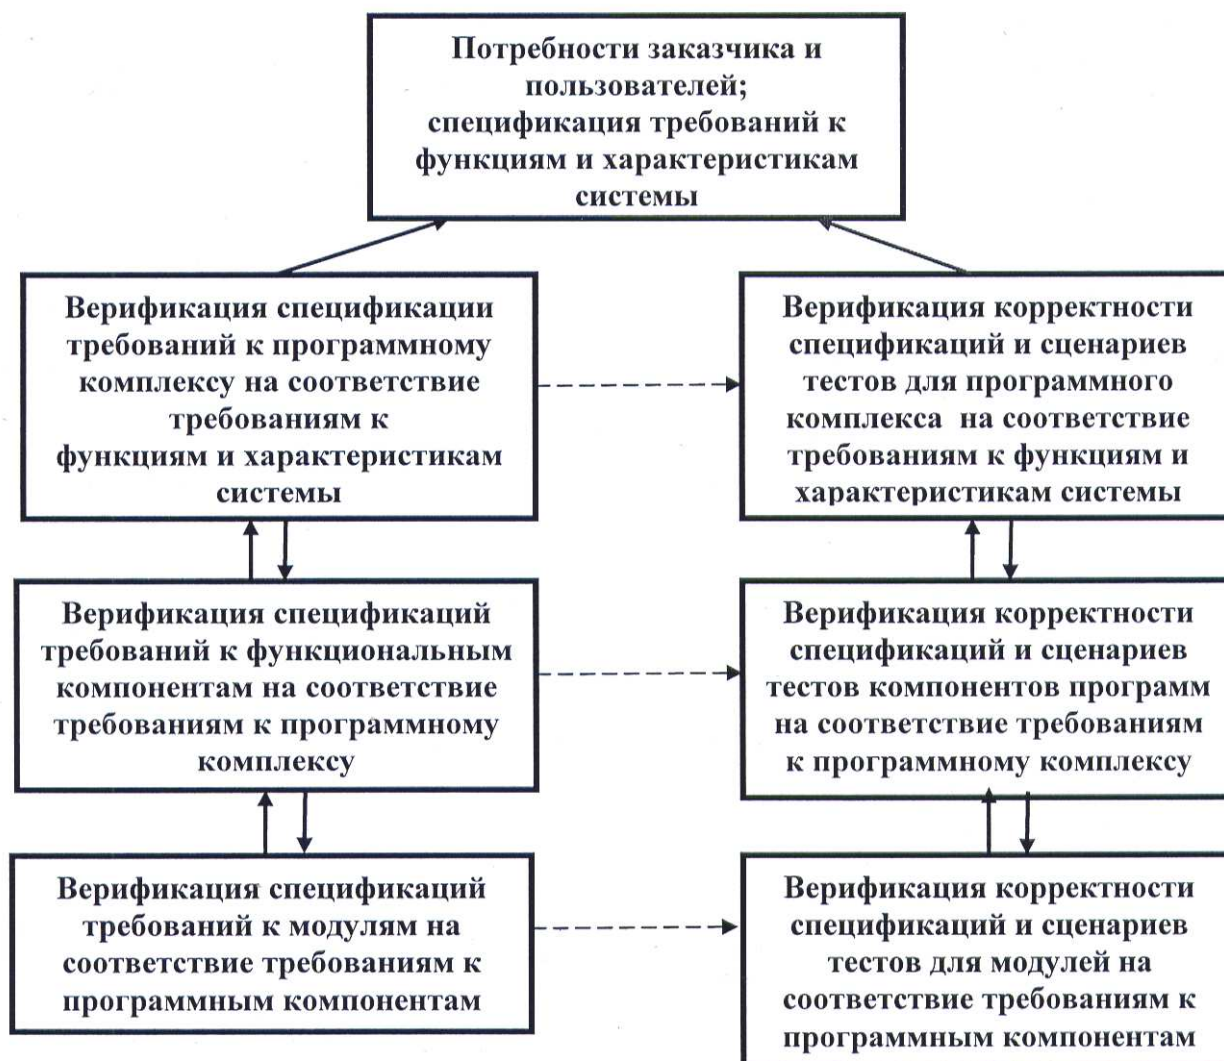 Потребности заказчика и
пользователей;
спецификация требований к
функциям и характеристикам
системы
Верификация спецификации
требований к программному
комплексу на соответствие
требованиям к
функциям и характеристикам
системы
Верификация корректности
спецификаций и сценариев
тестов для программного
комплекса на соответствие
требованиям к функциям и
характеристикам системы
Верификация спецификаций
требований к функциональным
компонентам на соответствие
требованиям к программному
комплексу
Верификация корректности
спецификаций и сценариев
тестов компонентов программ
на соответствие требованиям
к программному комплексу
Верификация спецификаций
требований к модулям на
соответствие требованиям к
программным компонентам
Верификация корректности
спецификаций и сценариев
тестов для модулей на
соответствие требованиям к
программным компонентам